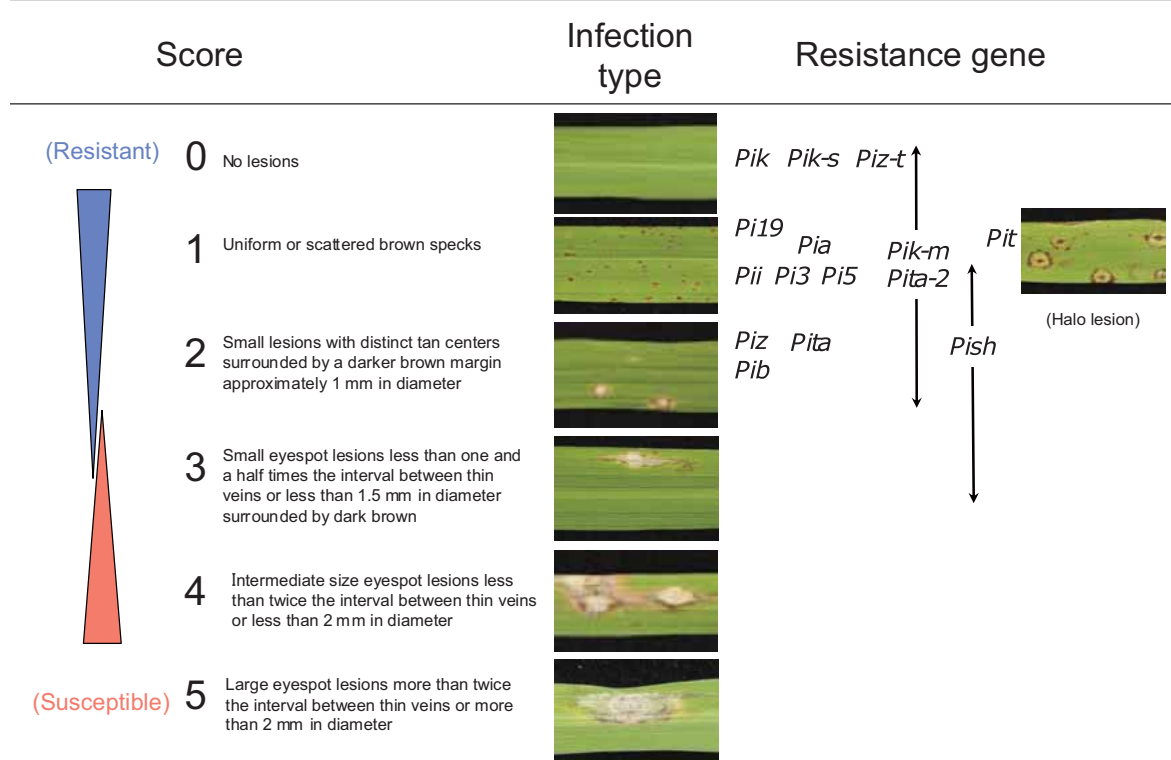 Score
Infection
type
Resistance gene
(Resistant)
0 No lesions
Pik Pik-s Piz-t
1 Uniform or scattered brown specks
Pi19
Pia
Pii Pi3 Pi5
Pik-m
Pita-2
Pit
(Halo lesion)
2 Small lesions with distinct tan centers
surrounded by a darker brown margin
approximately 1 mm in diameter
Piz Pita
Pib
Pish
3 Small eyespot lesions less than one and
a half times the interval between thin
veins or less than 1.5 mm in diameter
surrounded by dark brown
4 Intermediate size eyespot lesions less
than twice the interval between thin veins
or less than 2 mm in diameter
(Susceptible)
5 Large eyespot lesions more than twice
the interval between thin veins or more
than 2 mm in diameter